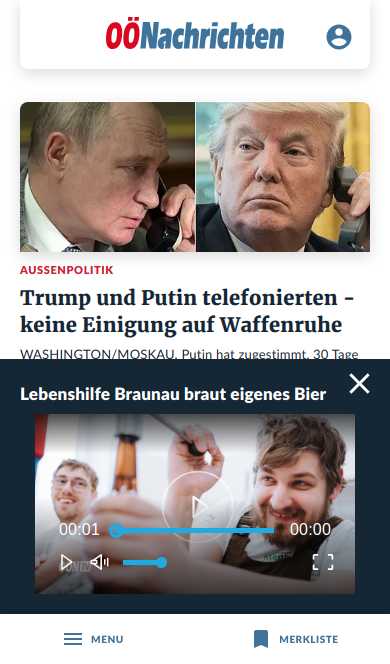 OÖNachrichten
AUSSENPOLITIK
Trump und Putin telefonierten -
keine Einigung auf Waffenruhe
WASHINGTON/MOSKAU. Putin hat zugestimmt, 30 Tage
Lebenshilfe Braunau braut eigenes Bier
00:01
00:00
MENU
MERKLISTE